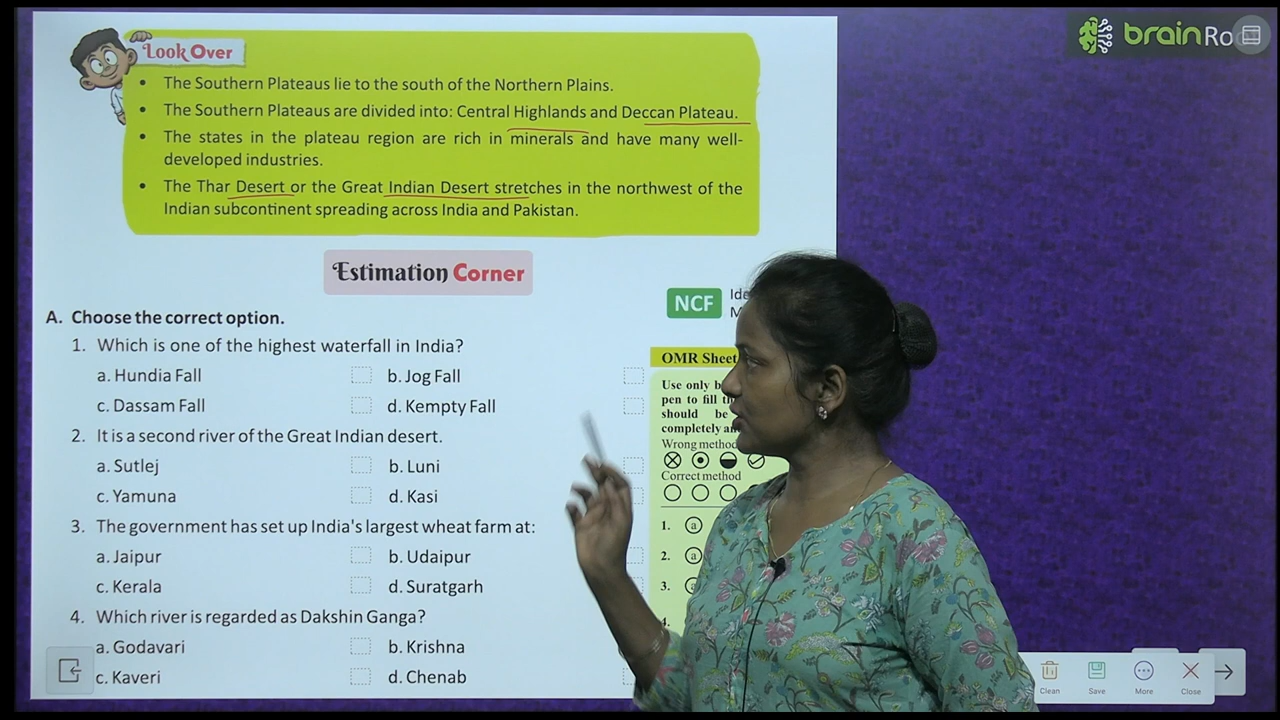 brainRo
Look Over
• The Southern Plateaus lie to the south of the Northern Plains.
• The Southern Plateaus are divided into: Central Highlands and Deccan Plateau.
• The states in the plateau region are rich in minerals and have many well-
developed industries.
• The Thar Desert or the Great Indian Desert stretches in the northwest of the
Indian subcontinent spreading across India and Pakistan.
Estimation Corner
NCF
A. Choose the correct option.
1. Which is one of the highest waterfall in India?
a. Hundia Fall b. Jog Fall
c. Dassam Fall d. Kempty Fall
2. It is a second river of the Great Indian desert.
a. Sutlej b. Luni
c. Yamuna d. Kasi
3. The government has set up India's largest wheat farm at:
a. Jaipur b. Udaipur
c. Kerala d. Suratgarh
4. Which river is regarded as Dakshin Ganga?
a. Godavari b. Krishna
c. Kaveri d. Chenab
OMR Sheet
Use only
pen to fill
should be
completely
Wrong method
Correct method
1. a
2. a
3. a
4.
Clean Save More Close